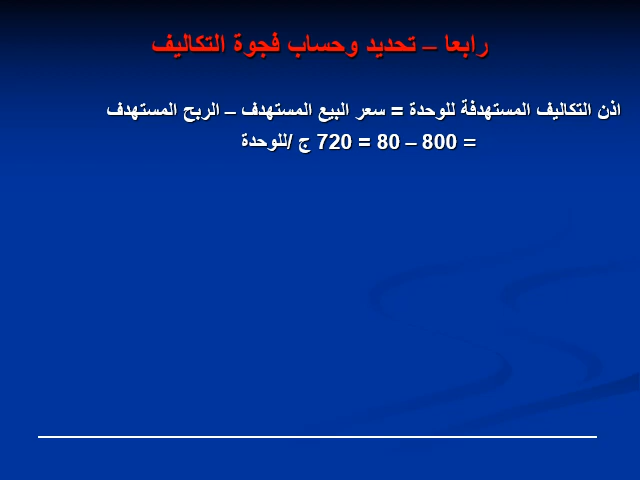 رابعا – تحديد وحساب فجوة التكاليف
اذن التكاليف المستهدفة للوحدة = سعر البيع المستهدف – الربح المستهدف
= 800 – 80 = 720 ج /للوحدة